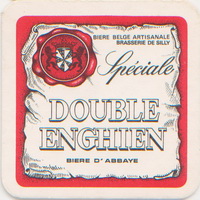 BIERE BELGE ARTISANALE
BRASSERIE DE SILLY
Spéciale
DOUBLE
ENGHIEN
BIERE D'ABBAYE